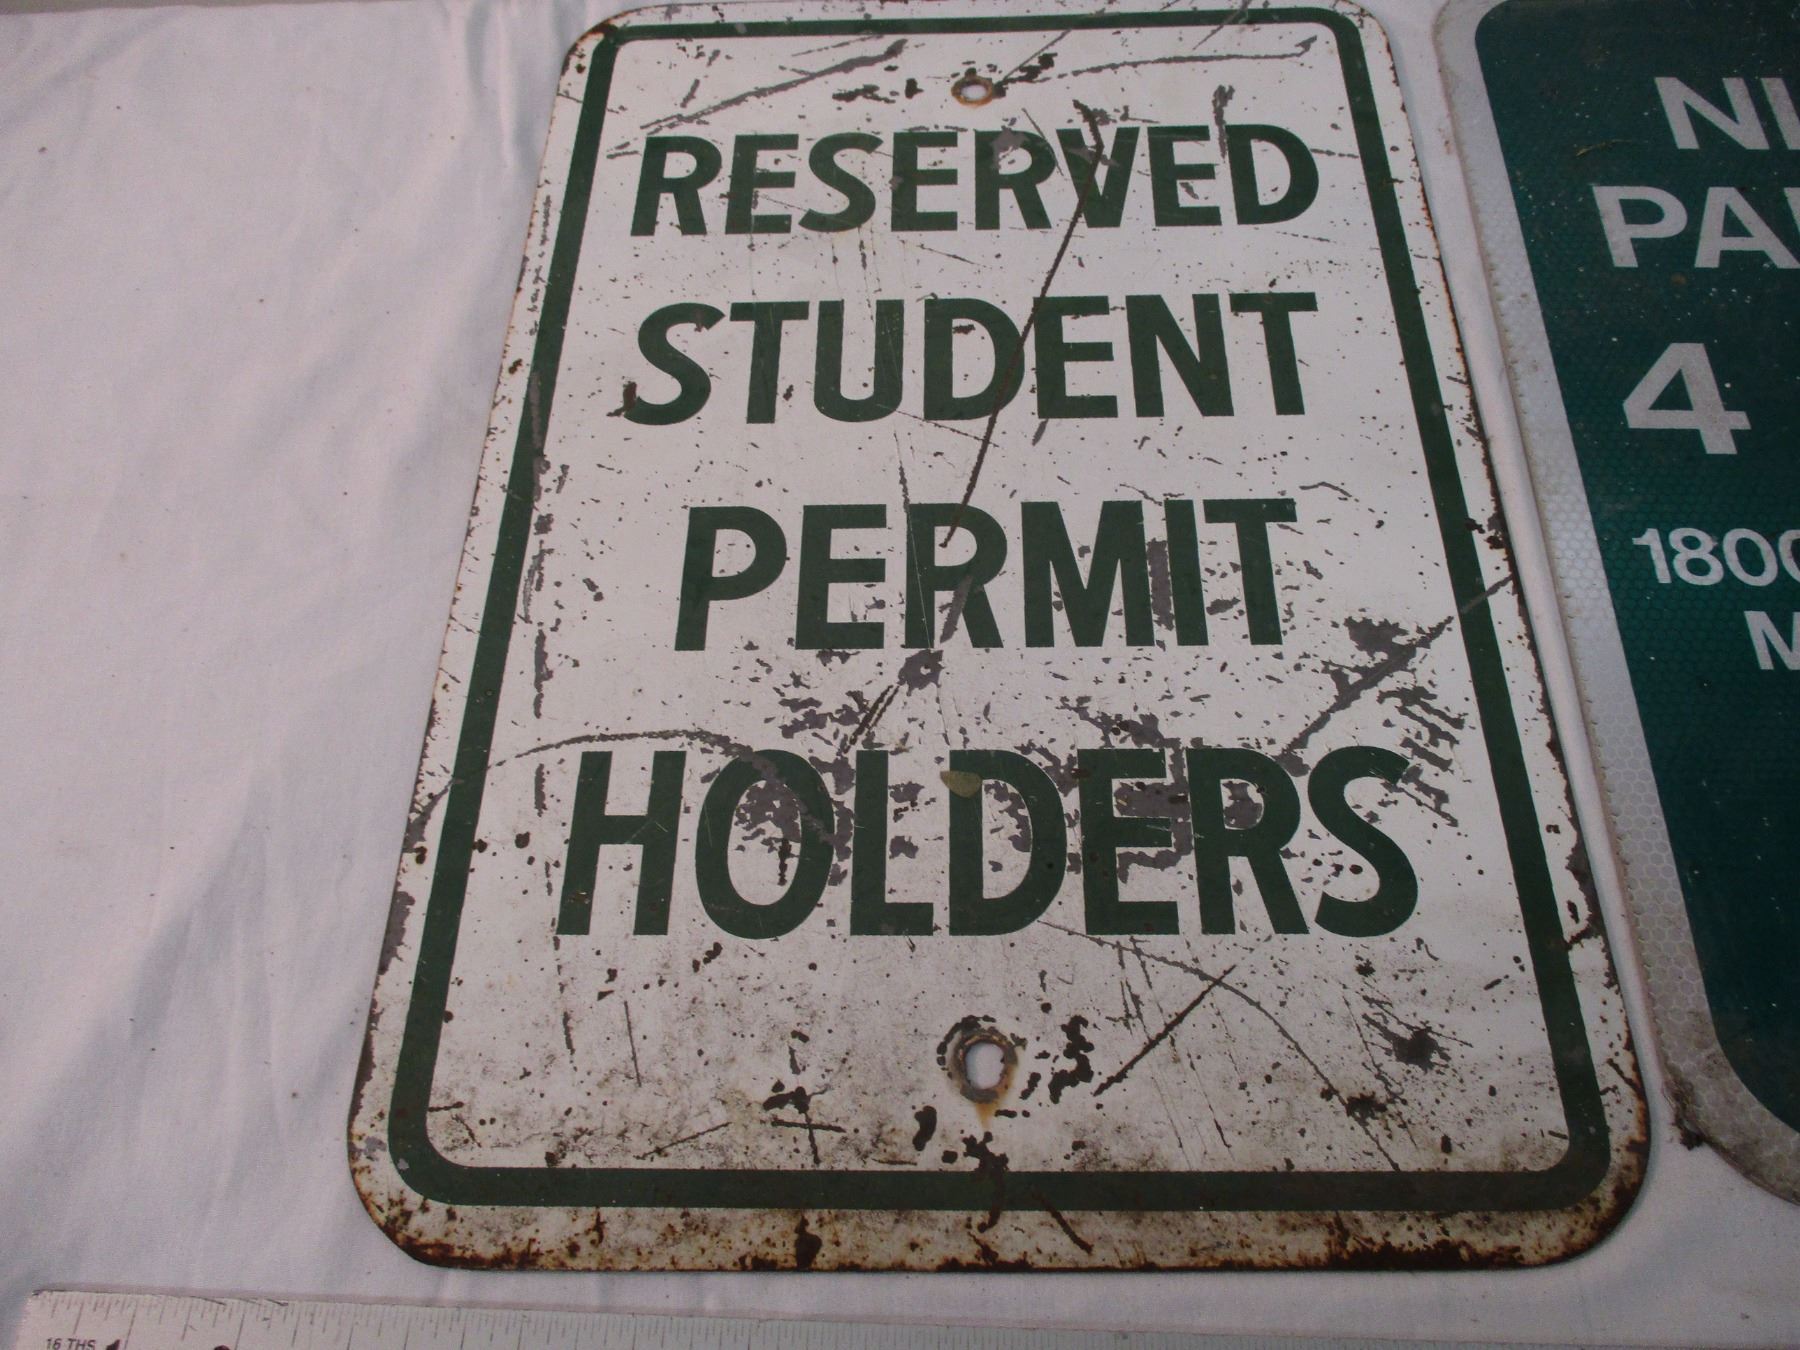 RESERVED
STUDENT
PERMIT
HOLDERS
4
16 THS